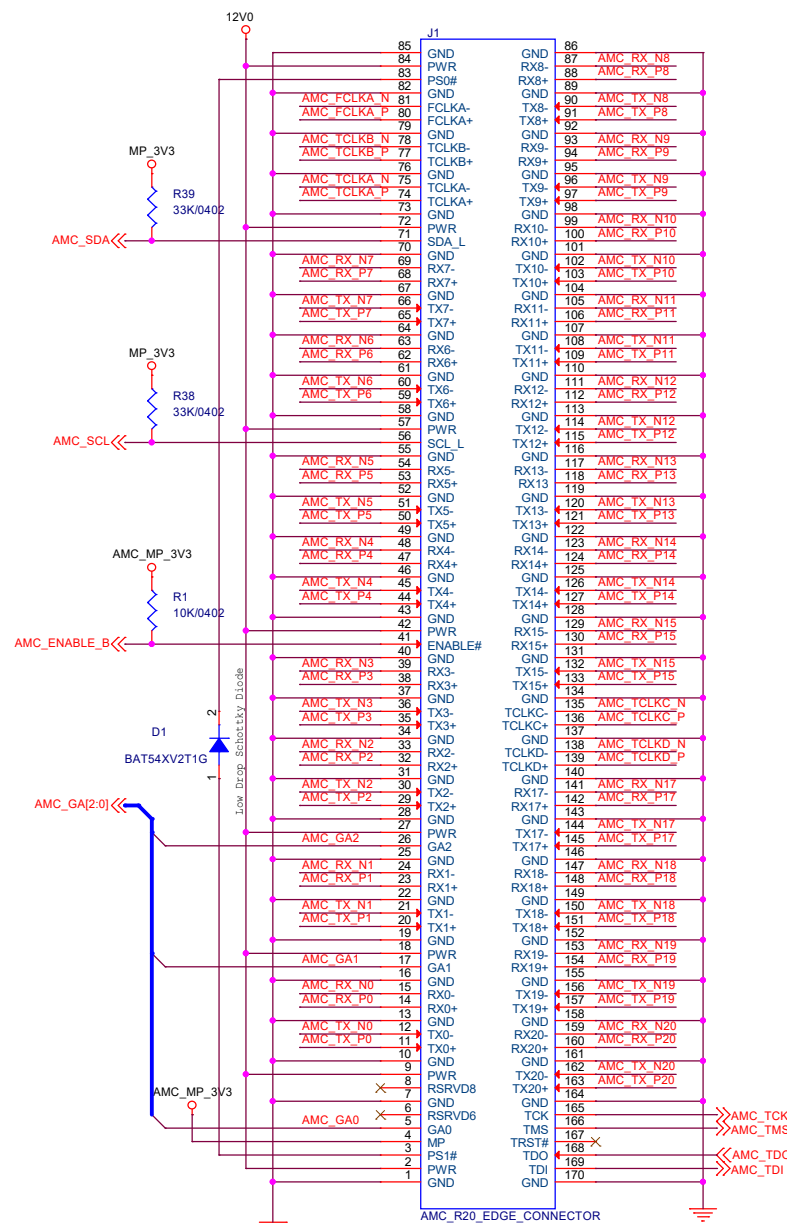 12V0
J1
85 GND GND 86
84 PWR RX8- 87 AMC_RX_N8
83 PS0# RX8+ 88 AMC_RX_P8
82 GND GND 89
AMC_FCLKA_N 81 FCLKA- TX8- 90 AMC_TX_N8
AMC_FCLKA_P 80 FCLKA+ TX8+ 91 AMC_TX_P8
79 GND GND 92
AMC_TCLKB_N 78 TCLKB- RX9- 93 AMC_RX_N9
AMC_TCLKB_P 77 TCLKB+ RX9+ 94 AMC_RX_P9
MP_3V3
76 GND GND 95
AMC_TCLKA_N 75 TCLKA- TX9- 96 AMC_TX_N9
AMC_TCLKA_P 74 TCLKA+ TX9+ 97 AMC_TX_P9
R39
33K/0402
73 GND GND 98
72 PWR RX10- 99 AMC_RX_N10
AMC_SDA 71 SDA_L RX10+ 100 AMC_RX_P10
70 GND GND 101
AMC_RX_N7 69 RX7- TX10- 102 AMC_TX_N10
AMC_RX_P7 68 RX7+ TX10+ 103 AMC_TX_P10
67 GND GND 104
AMC_TX_N7 66 TX7- RX11- 105 AMC_RX_N11
AMC_TX_P7 65 TX7+ RX11+ 106 AMC_RX_P11
64 GND GND 107
AMC_RX_N6 63 RX6- TX11- 108 AMC_TX_N11
MP_3V3
AMC_RX_P6 62 RX6+ TX11+ 109 AMC_TX_P11
61 GND GND 110
AMC_TX_N6 60 TX6- RX12- 111 AMC_RX_N12
AMC_TX_P6 59 TX6+ RX12+ 112 AMC_RX_P12
R38
33K/0402
58 GND GND 113
57 PWR TX12- 114 AMC_TX_N12
AMC_SCL 56 SCL_L TX12+ 115 AMC_TX_P12
55 GND GND 116
AMC_RX_N5 54 RX5- RX13- 117 AMC_RX_N13
AMC_RX_P5 53 RX5+ RX13 118 AMC_RX_P13
52 GND GND 119
AMC_TX_N5 51 TX5- TX13- 120 AMC_TX_N13
AMC_TX_P5 50 TX5+ TX13+ 121 AMC_TX_P13
49 GND GND 122
AMC_RX_N4 48 RX4- RX14- 123 AMC_RX_N14
AMC_MP_3V3
AMC_RX_P4 47 RX4+ RX14+ 124 AMC_RX_P14
46 GND GND 125
AMC_TX_N4 45 TX4- TX14- 126 AMC_TX_N14
AMC_TX_P4 44 TX4+ TX14+ 127 AMC_TX_P14
R1
10K/0402
43 GND GND 128
42 PWR RX15- 129 AMC_RX_N15
AMC_ENABLE_B 41 ENABLE# RX15+ 130 AMC_RX_P15
40 GND GND 131
AMC_RX_N3 39 RX3- TX15- 132 AMC_TX_N15
AMC_RX_P3 38 RX3+ TX15+ 133 AMC_TX_P15
37 GND GND 134
AMC_TX_N3 36 TX3- TCLKC- 135 AMC_TCLKC_N
AMC_TX_P3 35 TX3+ TCLKC+ 136 AMC_TCLKC_P
34 GND GND 137
AMC_RX_N2 33 RX2- TCLKD- 138 AMC_TCLKD_N
AMC_RX_P2 32 RX2+ TCLKD+ 139 AMC_TCLKD_P
2
D1
BAT54XV2T1G
1
Low Drop Schottky Diode
31 GND GND 140
AMC_TX_N2 30 TX2- RX17- 141 AMC_RX_N17
AMC_TX_P2 29 TX2+ RX17+ 142 AMC_RX_P17
AMC_GA[2:0]
28 GND GND 143
27 PWR TX17- 144 AMC_TX_N17
AMC_GA2 26 GA2 TX17+ 145 AMC_TX_P17
25 GND GND 146
AMC_RX_N1 24 RX1- RX18- 147 AMC_RX_N18
AMC_RX_P1 23 RX1+ RX18+ 148 AMC_RX_P18
22 GND GND 149
AMC_TX_N1 21 TX1- TX18- 150 AMC_TX_N18
AMC_TX_P1 20 TX1+ TX18+ 151 AMC_TX_P18
19 GND GND 152
18 PWR RX19- 153 AMC_RX_N19
AMC_GA1 17 GA1 RX19+ 154 AMC_RX_P19
16 GND GND 155
AMC_RX_N0 15 RX0- TX19- 156 AMC_TX_N19
AMC_RX_P0 14 RX0+ TX19+ 157 AMC_TX_P19
13 GND GND 158
AMC_TX_N0 12 TX0- RX20- 159 AMC_RX_N20
AMC_TX_P0 11 TX0+ RX20+ 160 AMC_RX_P20
10 GND GND 161
9 PWR TX20- 162 AMC_TX_N20
8 RSRVD8 TX20+ 163 AMC_TX_P20
AMC_MP_3V3
7 GND GND 164
6 RSRVD6 TCK 165 AMC_TCK
AMC_GA0 5 GA0 TMS 166 AMC_TMS
4 MP TRST# 167
3 PS1# TDO 168 AMC_TDO
2 PWR TDI 169 AMC_TDI
1 GND GND 170
AMC_R20_EDGE_CONNECTOR